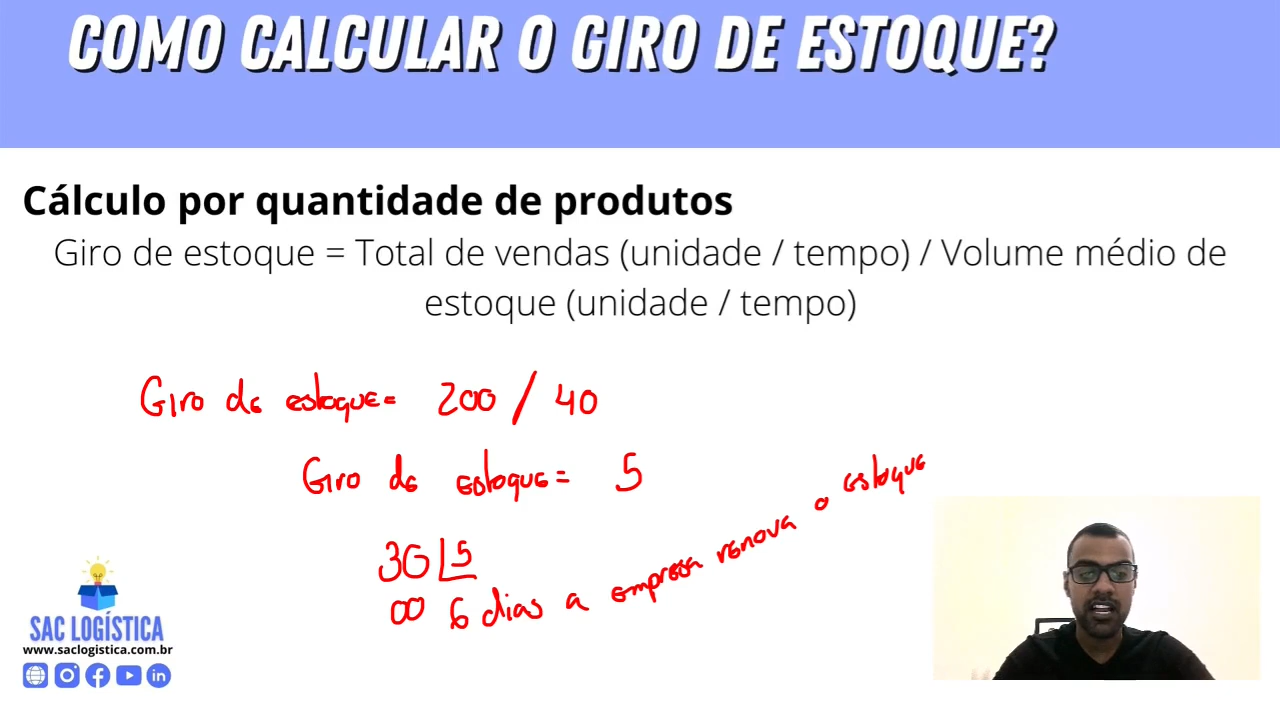 COMO CALCULAR O GIRO DE ESTOQUE?
Cálculo por quantidade de produtos
Giro de estoque = Total de vendas (unidade / tempo) / Volume médio de
estoque (unidade / tempo)
Giro de estoque= 200 / 40
Giro de estoque= 5
30 5
00 6 dias a empresa renova o estoque
SAC LOGÍSTICA
www.saclogistica.com.br
in